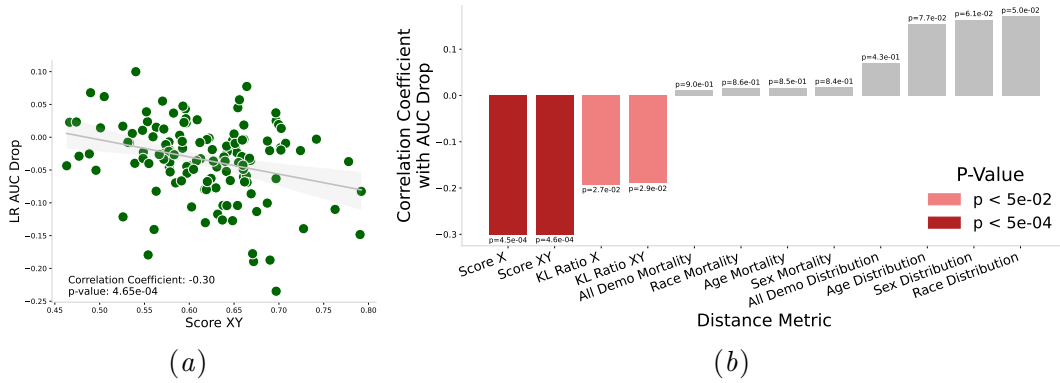 (a)
LR AUC Drop
0.10
0.05
0.00
−0.05
−0.10
−0.15
−0.20
−0.25
Correlation Coefficient: -0.30
p-value: 4.65e-04
0.45 0.50 0.55 0.60 0.65 0.70 0.75 0.80
Score XY
(b)
Correlation Coefficient
with AUC Drop
0.1
0.0
−0.1
−0.2
−0.3
p=4.5e-04
p=4.6e-04
p=2.7e-02
p=2.9e-02
p=9.0e-01
p=8.6e-01
p=8.5e-01
p=8.4e-01
p=4.3e-01
p=7.7e-02
p=6.1e-02
p=5.0e-02
P-Value
p < 5e-02
p < 5e-04
Score X
Score XY
KL Ratio X
KL Ratio XY
All Demo Mortality
Race Mortality
Age Mortality
Sex Mortality
All Demo Distribution
Age Distribution
Sex Distribution
Race Distribution
Distance Metric
(a)
(b)